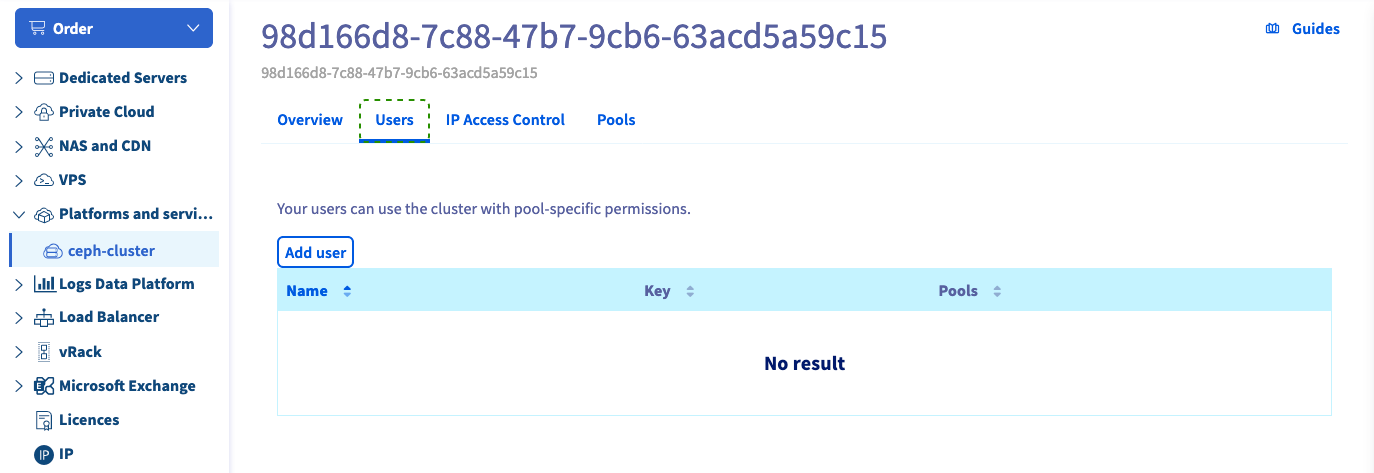 Order
Dedicated Servers
Private Cloud
NAS and CDN
VPS
Platforms and servi...
ceph-cluster
Logs Data Platform
Load Balancer
vRack
Microsoft Exchange
Licences
IP IP
98d166d8-7c88-47b7-9cb6-63acd5a59c15
Guides
98d166d8-7c88-47b7-9cb6-63acd5a59c15
Overview Users IP Access Control Pools
Your users can use the cluster with pool-specific permissions.
Add user
Name Key Pools
No result